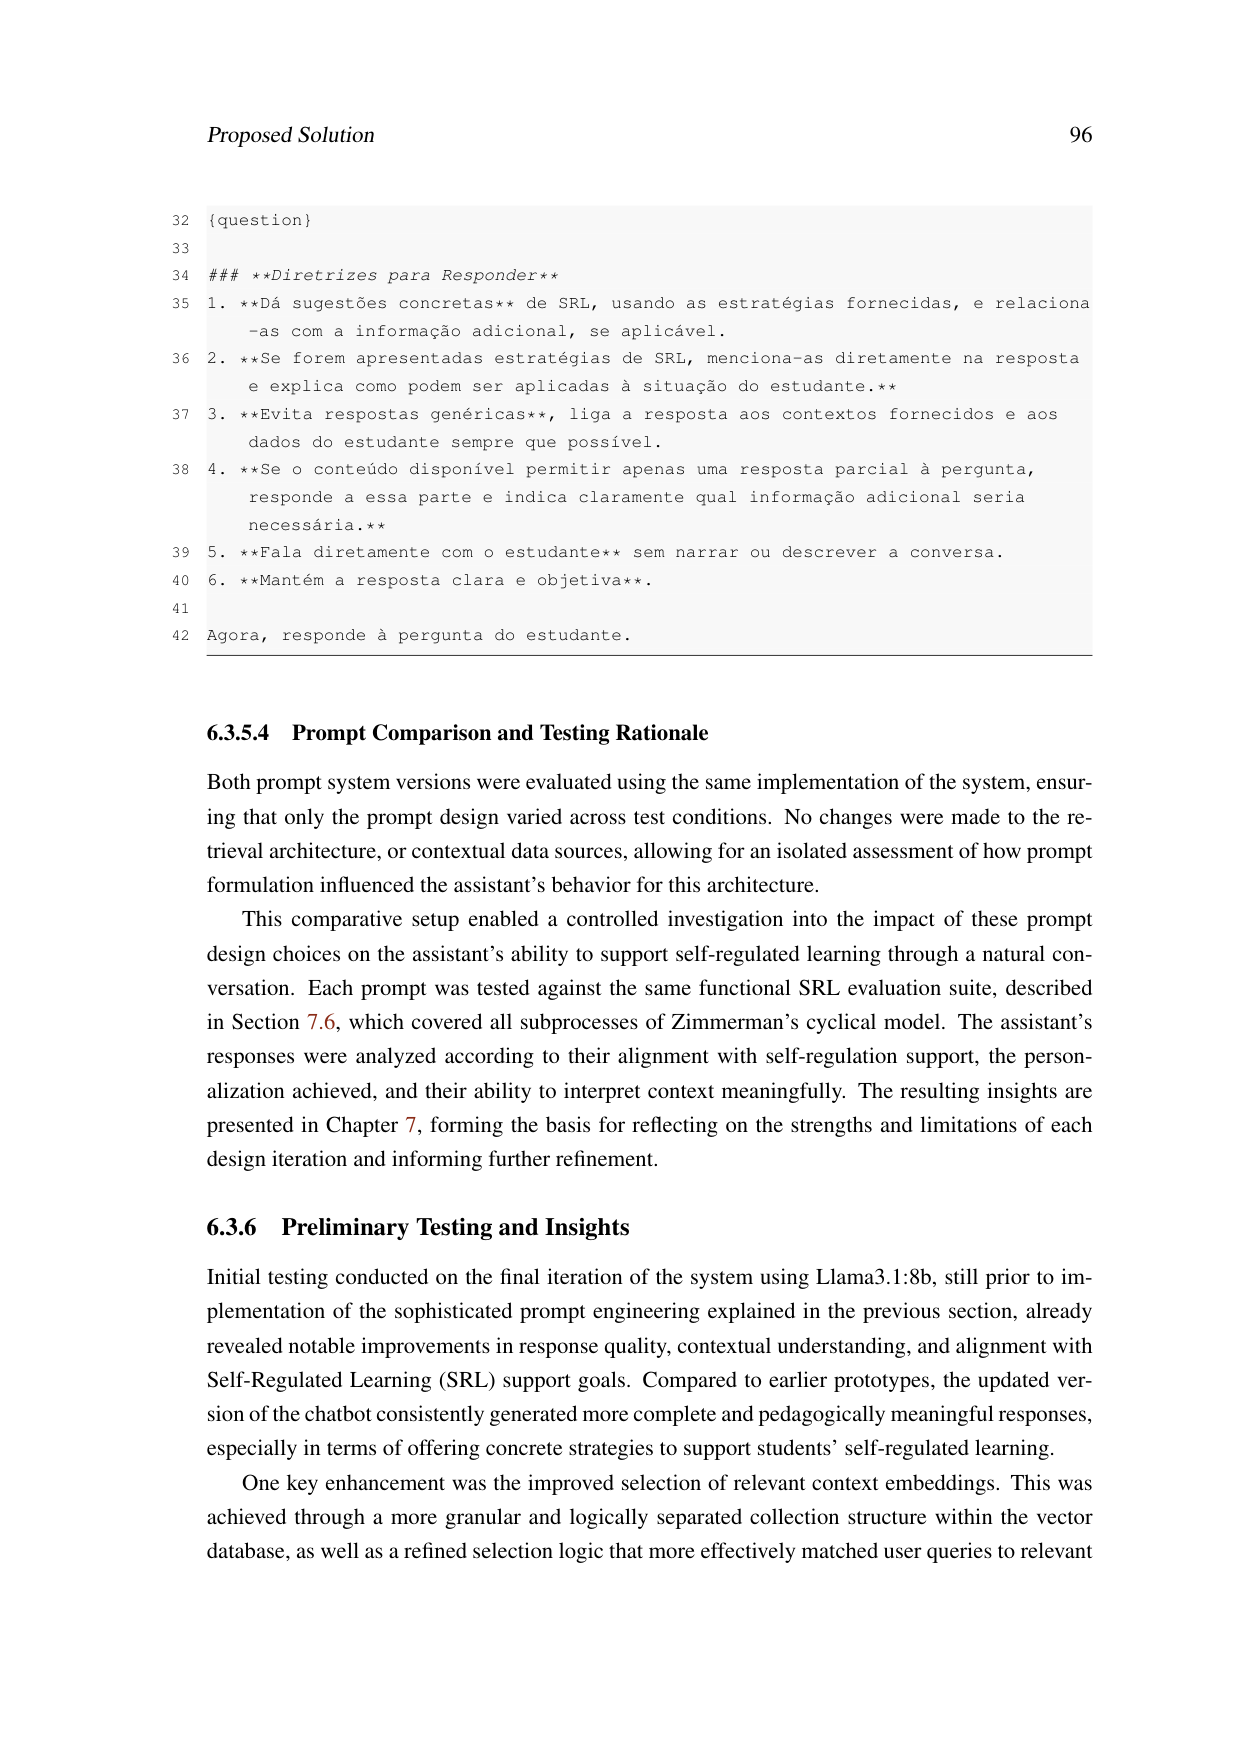 Proposed Solution 96
32 {question}
33
34 ### **Diretrizes para Responder**
35 1. **Dá sugestões concretas** de SRL, usando as estratégias fornecidas, e relaciona
-as com a informação adicional, se aplicável.
36 2. **Se forem apresentadas estratégias de SRL, menciona-as diretamente na resposta
e explica como podem ser aplicadas à situação do estudante.**
37 3. **Evita respostas genéricas**, liga a resposta aos contextos fornecidos e aos
dados do estudante sempre que possível.
38 4. **Se o conteúdo disponível permitir apenas uma resposta parcial à pergunta,
responde a essa parte e indica claramente qual informação adicional seria
necessária.**
39 5. **Fala diretamente com o estudante** sem narrar ou descrever a conversa.
40 6. **Mantém a resposta clara e objetiva**.
41
42 Agora, responde à pergunta do estudante.
6.3.5.4 Prompt Comparison and Testing Rationale
Both prompt system versions were evaluated using the same implementation of the system, ensur-
ing that only the prompt design varied across test conditions. No changes were made to the re-
trieval architecture, or contextual data sources, allowing for an isolated assessment of how prompt
formulation influenced the assistant's behavior for this architecture.
This comparative setup enabled a controlled investigation into the impact of these prompt
design choices on the assistant's ability to support self-regulated learning through a natural con-
versation. Each prompt was tested against the same functional SRL evaluation suite, described
in Section 7.6, which covered all subprocesses of Zimmerman's cyclical model. The assistant's
responses were analyzed according to their alignment with self-regulation support, the person-
alization achieved, and their ability to interpret context meaningfully. The resulting insights are
presented in Chapter 7, forming the basis for reflecting on the strengths and limitations of each
design iteration and informing further refinement.
6.3.6 Preliminary Testing and Insights
Initial testing conducted on the final iteration of the system using Llama3.1:8b, still prior to im-
plementation of the sophisticated prompt engineering explained in the previous section, already
revealed notable improvements in response quality, contextual understanding, and alignment with
Self-Regulated Learning (SRL) support goals. Compared to earlier prototypes, the updated ver-
sion of the chatbot consistently generated more complete and pedagogically meaningful responses,
especially in terms of offering concrete strategies to support students' self-regulated learning.
One key enhancement was the improved selection of relevant context embeddings. This was
achieved through a more granular and logically separated collection structure within the vector
database, as well as a refined selection logic that more effectively matched user queries to relevant